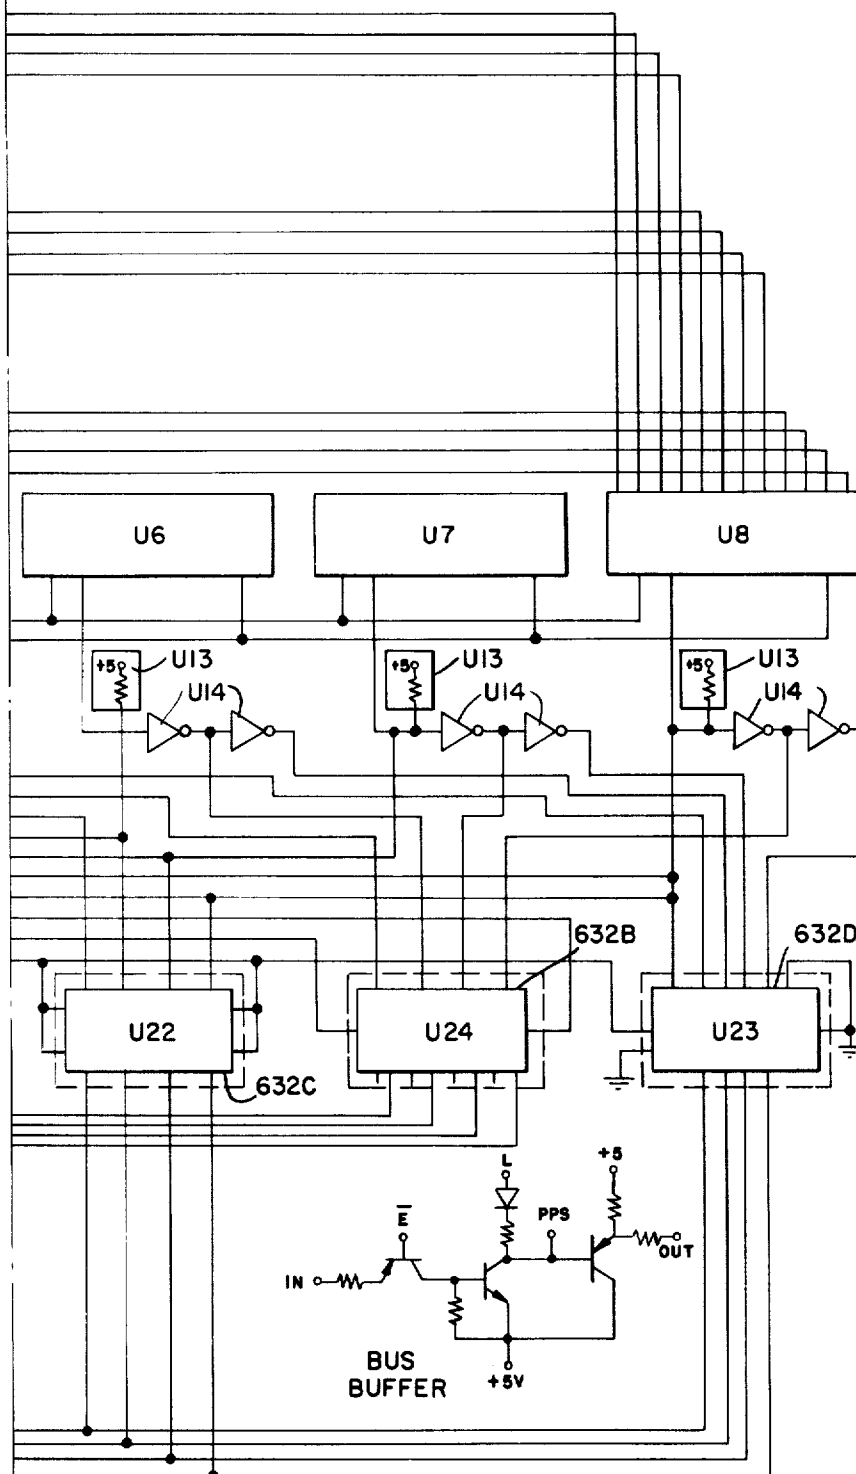 U6
U7
U8
+5
U13
+5
U13
+5
U13
U14
U14
U14
632B
632D
U22
U24
U23
632C
L
+5
E
PPS
IN
OUT
BUS
BUFFER
+5V